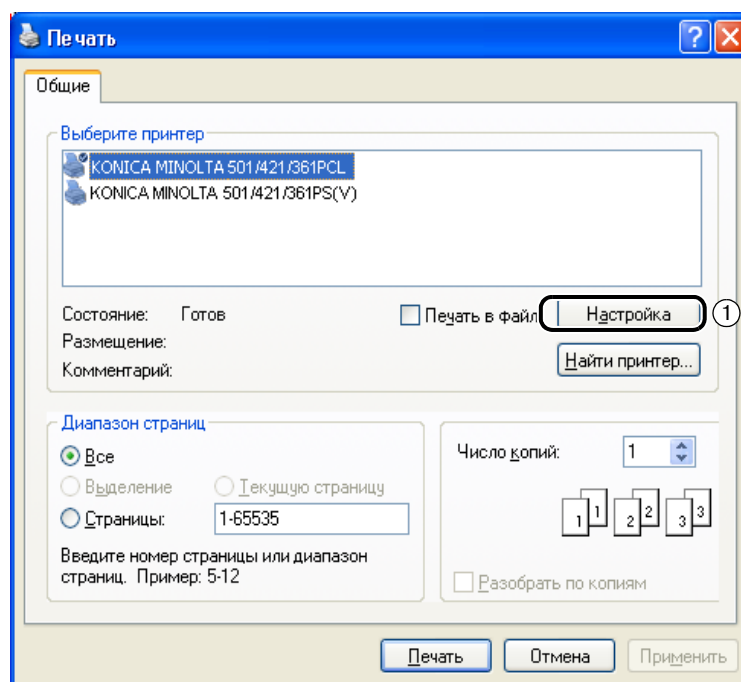 Печать
Общие
Выберите принтер
KONICA MINOLTA 501/421/361PCL
KONICA MINOLTA 501/421/361PS(V)
Состояние: Готов
Печать в файл
Настройка
1
Размещение:
Комментарий:
Найти принтер...
Диапазон страниц
Все
Выделение
Текущую страницу
Страницы: 1-65535
Введите номер страницы или диапазон
страниц. Пример: 5-12
Число копий: 1
1 1 2 2 3 3
Разобрать по копиям
Печать
Отмена
Применить